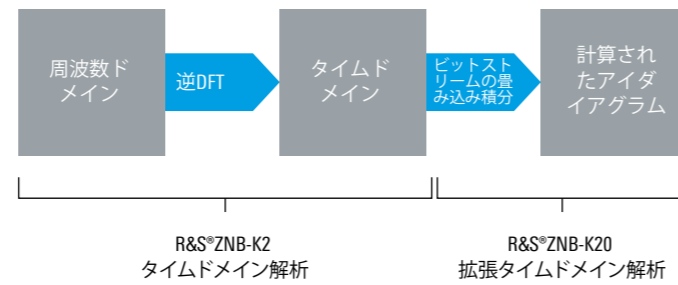 周波数ド
メイン
逆DFT
タイムド
メイン
ビットスト
リームの畳
み込み積分
計算され
たアイダ
イアグラム
R&S®ZNB-K2
タイムドメイン解析
R&S®ZNB-K20
拡張タイムドメイン解析